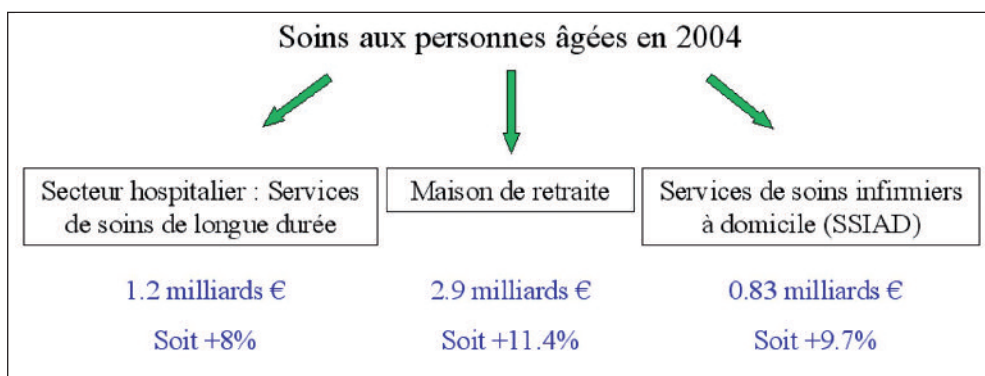 Soins aux personnes âgées en 2004
Secteur hospitalier : Services
de soins de longue durée
1.2 milliards €
Soit +8%
Maison de retraite
2.9 milliards €
Soit +11.4%
Services de soins infirmiers
à domicile (SSIAD)
0.83 milliards €
Soit +9.7%